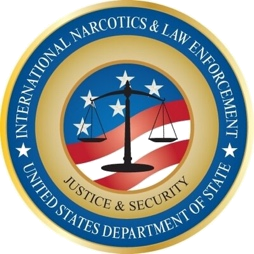 INTERNATIONAL NARCOTICS & LAW ENFORCEMENT
JUSTICE & SECURITY
UNITED STATES DEPARTMENT OF STATE